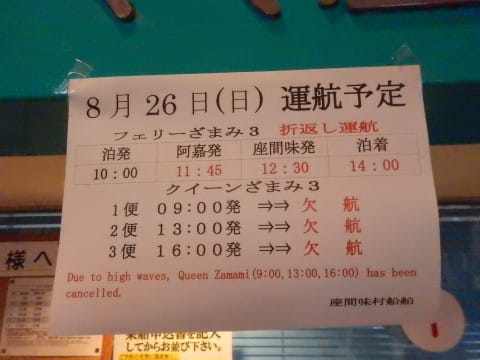 8月26日(日) 運航予定
フェリーざまみ3 折返し運航
泊発 阿嘉発 座間味発 泊着
10:00 11:45 12:30 14:00
クイーンざまみ3
1便 09:00発 ⇒⇒ 欠 航
2便 13:00発 ⇒⇒ 欠 航
3便 16:00発 ⇒⇒ 欠 航
Due to high waves, Queen Zamami(9:00,13:00,16:00) has been
cancelled.
座間味村船舶
様へ
乗船申込書を記入
してからお並び下さい。